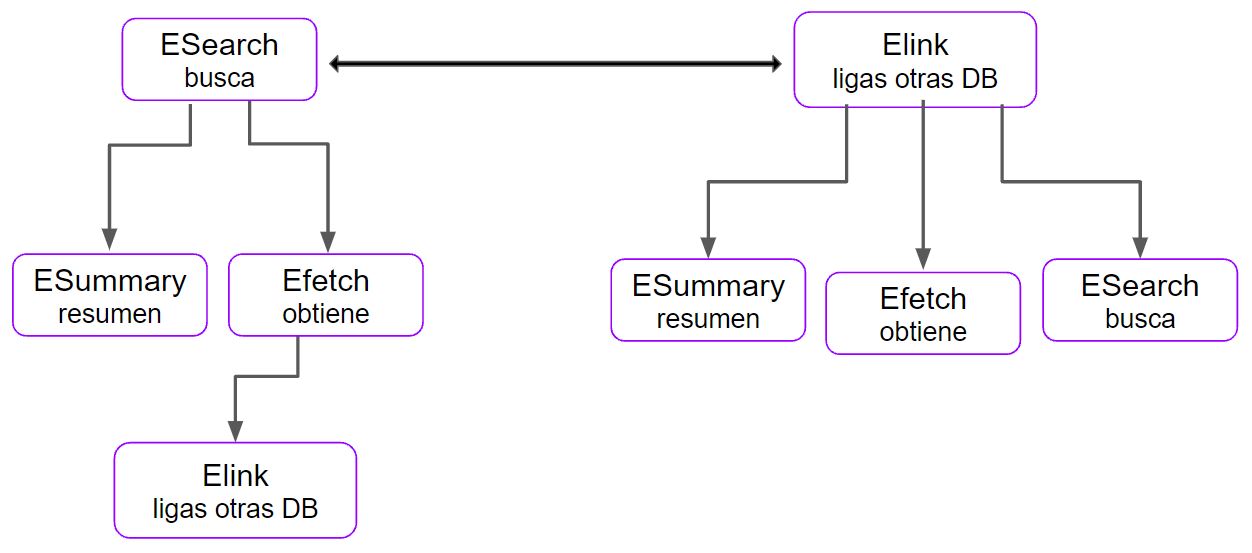 ESearch
busca
Elink
ligas otras DB
ESummary
resumen
Efetch
obtiene
ESummary
resumen
Efetch
obtiene
ESearch
busca
Elink
ligas otras DB